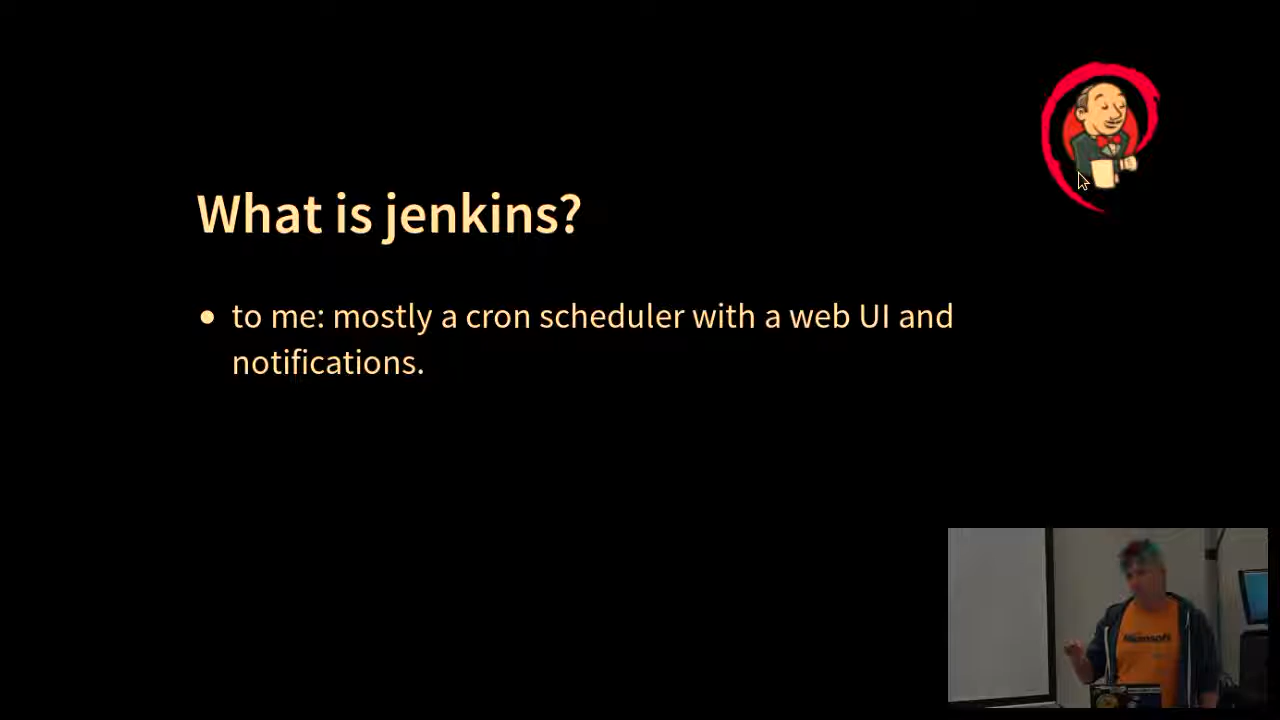 What is jenkins?
to me: mostly a cron scheduler with a web UI and
notifications.